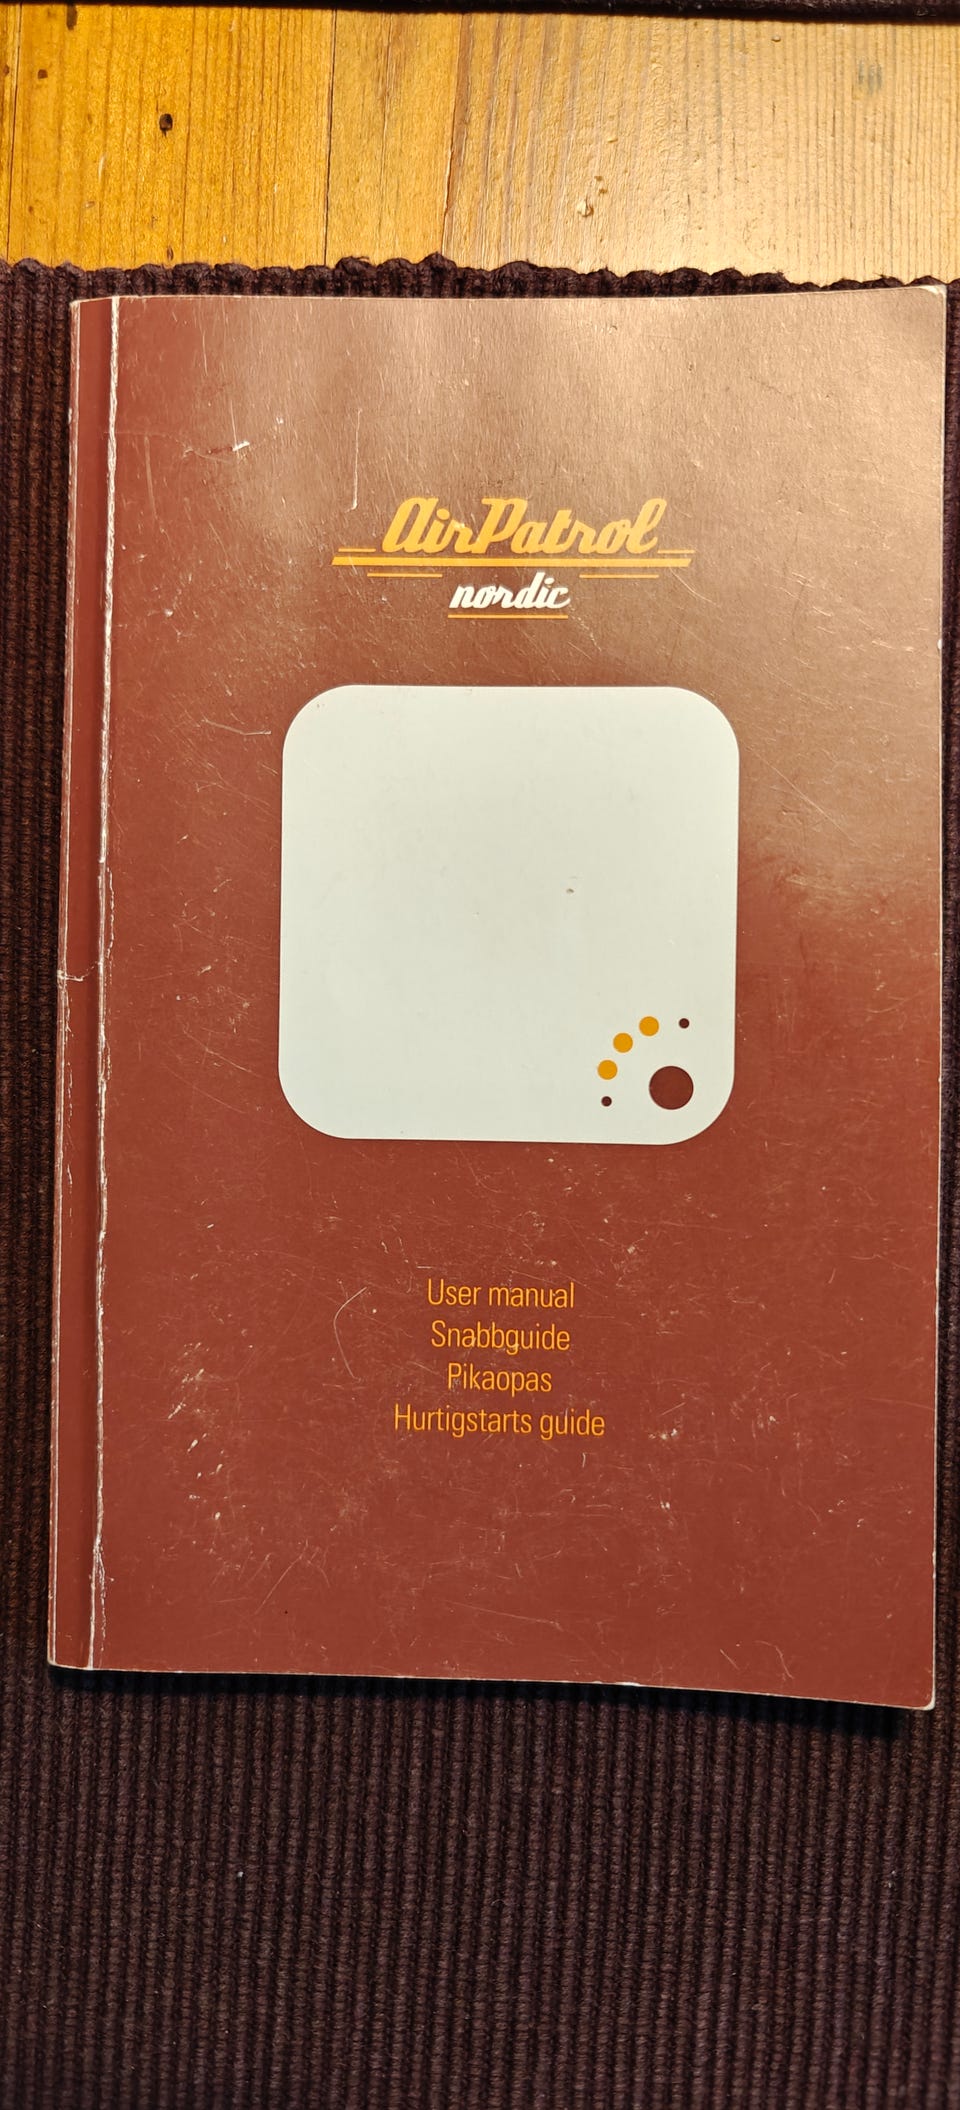 AirPatrol
nordic
User manual
Snabbguide
Pikaopas
Hurtigstarts guide